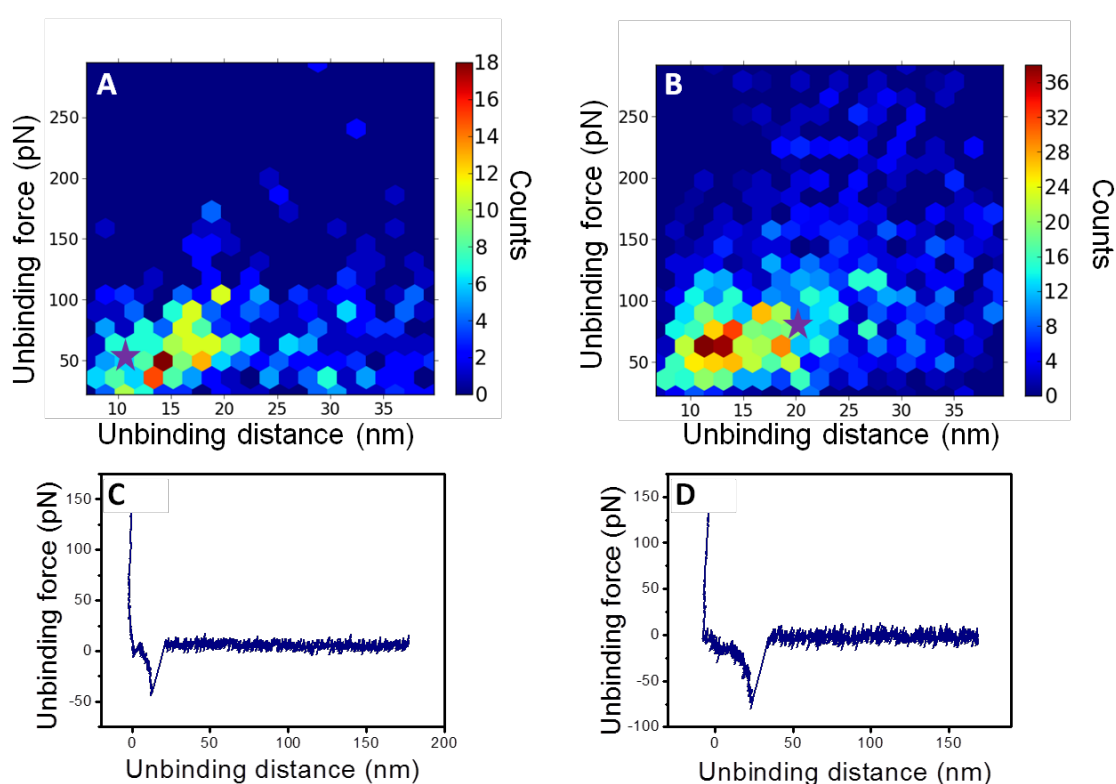 A
250
200
150
100
50
10 15 20 25 30 35
Unbinding distance (nm)
Unbinding force (pN)
18
16
14
12
10
8
6
4
2
0
Counts
B
250
200
150
100
50
10 15 20 25 30 35
Unbinding distance (nm)
Unbinding force (pN)
36
32
28
24
20
16
12
8
4
0
Counts
C
150
100
50
0
-50
0 50 100 150 200
Unbinding distance (nm)
Unbinding force (pN)
D
150
100
50
0
-50
-100
0 50 100 150
Unbinding distance (nm)
Unbinding force (pN)